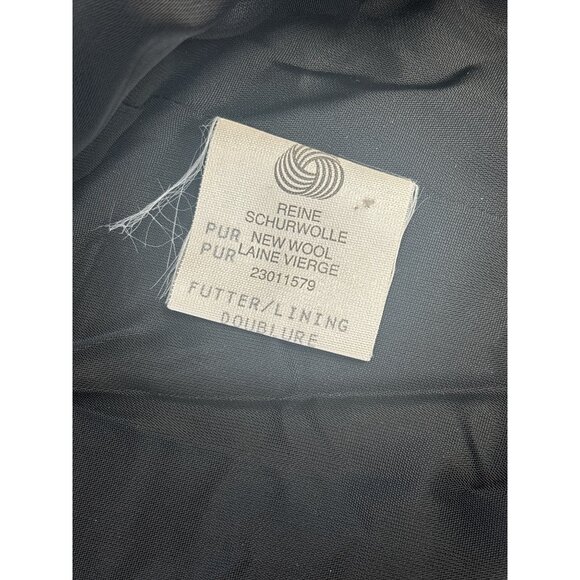 REINE
SCHURWOLLE
PUR NEW WOOL
PUR LAINE VIERGE
23011579
FUTTER/LINING
DOUBLURE